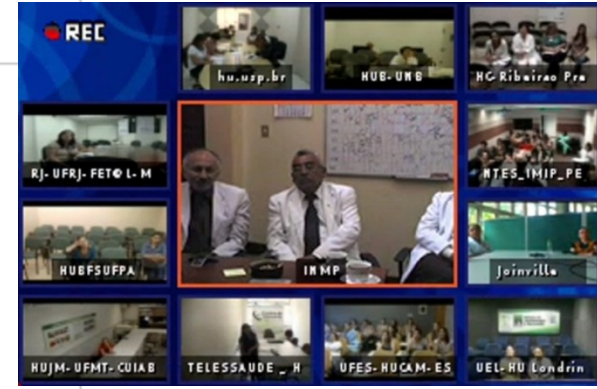 REC
hu.usp.br
HUB-UNB
HC-Ribeirao Pre
RJ-UFRJ-FET@L-M
NTES_IMIP_PE
HUBFSUFPA
INMP
Joinville
HUJM-UFMT-CUIAB
TELESSAUDE_H
UFES-HUCAM-ES
UEL-HU Londrin